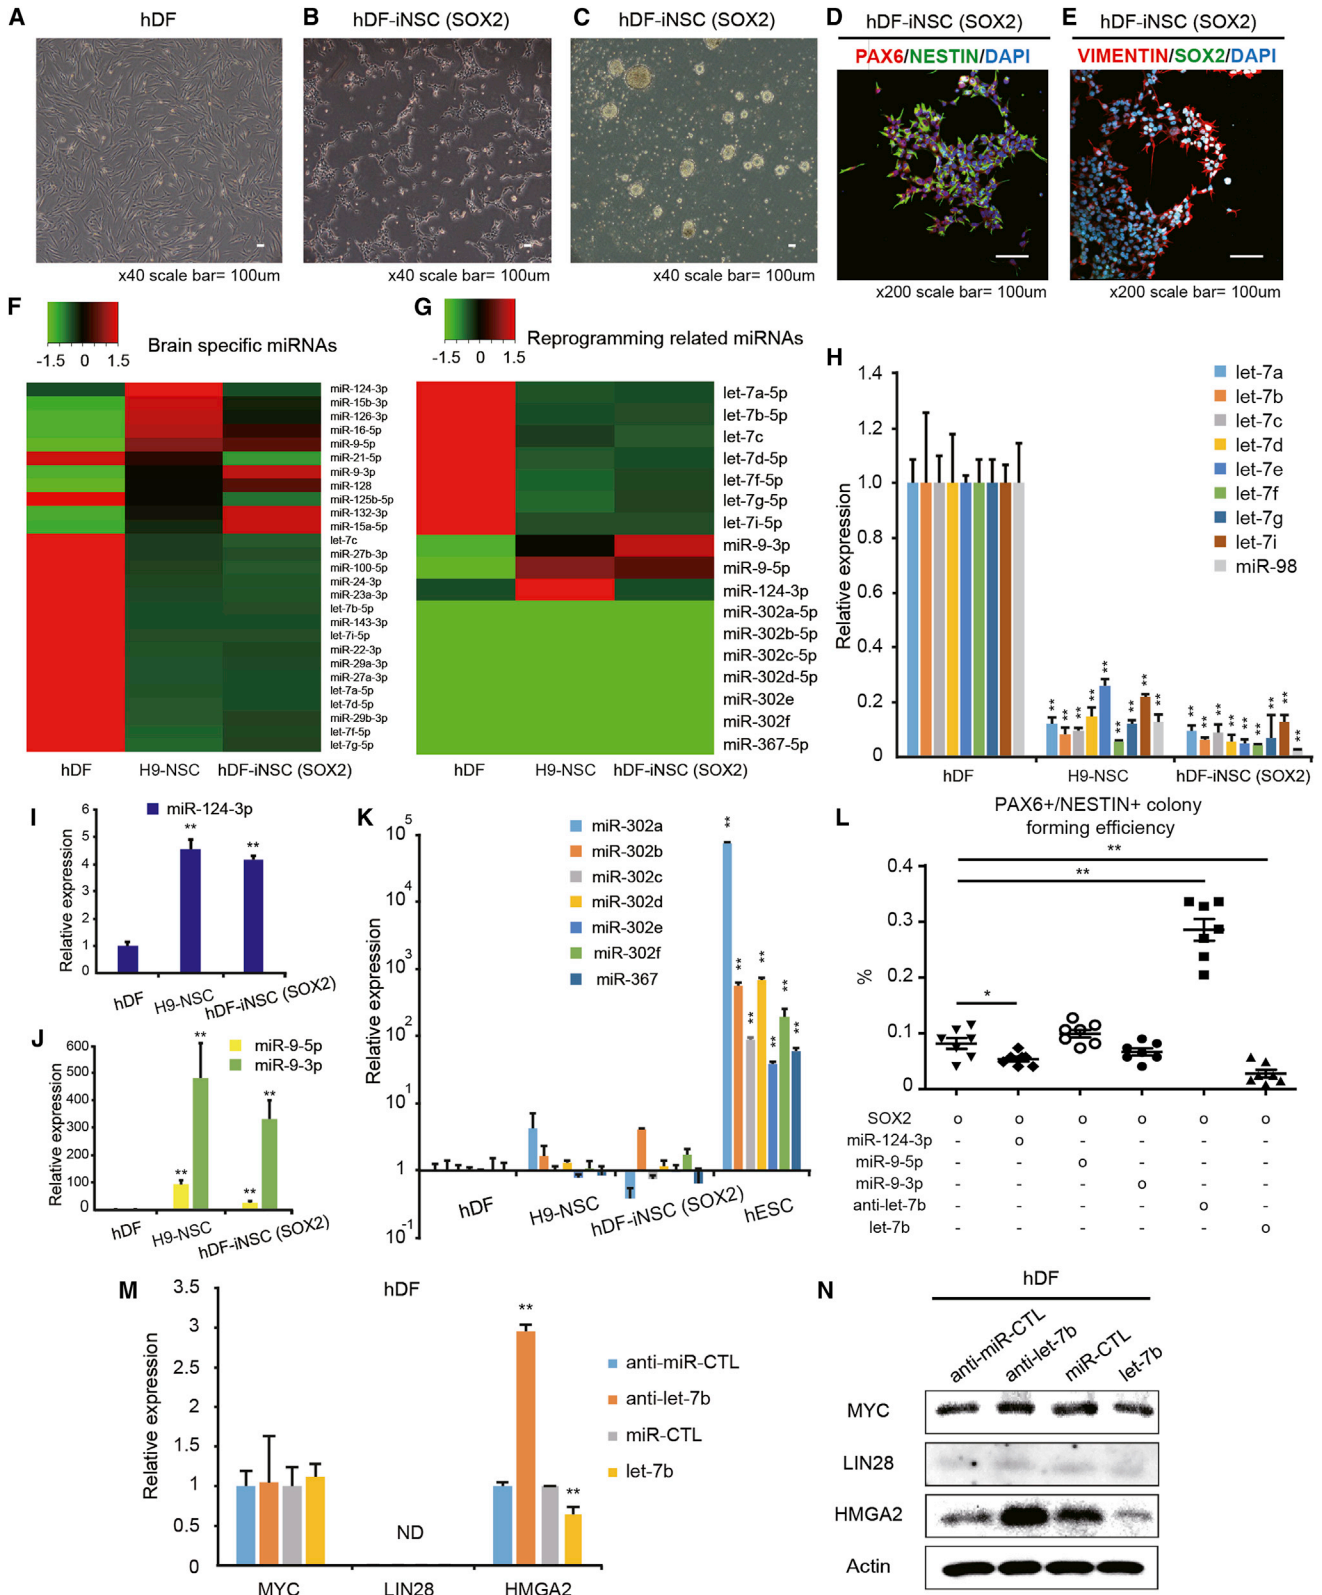 A
hDF
x40 scale bar= 100um
B
hDF-iNSC (SOX2)
x40 scale bar= 100um
C
hDF-iNSC (SOX2)
x40 scale bar= 100um
D
hDF-iNSC (SOX2)
PAX6/NESTIN/DAPI
x200 scale bar= 100um
E
hDF-iNSC (SOX2)
VIMENTIN/SOX2/DAPI
x200 scale bar= 100um
F
-1.5 0 1.5
Brain specific miRNAs
miR-124-3p
miR-15b-3p
miR-126-3p
miR-16-5p
miR-9-5p
miR-21-5p
miR-9-3p
miR-128
miR-125b-5p
miR-132-3p
miR-15a-5p
let-7c
miR-27b-3p
miR-100-5p
miR-24-3p
miR-23a-3p
let-7b-5p
miR-143-3p
let-7i-5p
miR-22-3p
miR-29a-3p
miR-27a-3p
let-7a-5p
let-7d-5p
miR-29b-3p
let-7f-5p
let-7g-5p
hDF H9-NSC hDF-iNSC (SOX2)
G
-1.5 0 1.5
Reprogramming related miRNAs
let-7a-5p
let-7b-5p
let-7c
let-7d-5p
let-7f-5p
let-7g-5p
let-7i-5p
miR-9-3p
miR-9-5p
miR-124-3p
miR-302a-5p
miR-302b-5p
miR-302c-5p
miR-302d-5p
miR-302e
miR-302f
miR-367-5p
hDF H9-NSC hDF-iNSC (SOX2)
H
Relative expression
1.4
1.2
1.0
0.8
0.6
0.4
0.2
0
let-7a
let-7b
let-7c
let-7d
let-7e
let-7f
let-7g
let-7i
miR-98
** ** ** ** ** ** ** ** **
** ** ** ** ** ** ** ** **
hDF H9-NSC hDF-iNSC (SOX2)
I
Relative expression
6
5
4
3
2
1
0
miR-124-3p
** **
hDF H9-NSC hDF-iNSC (SOX2)
J
Relative expression
600
500
400
300
200
100
0
miR-9-5p
miR-9-3p
** ** ** **
hDF H9-NSC hDF-iNSC (SOX2)
K
Relative expression
10^5
10^4
10^3
10^2
10
1
10^-1
miR-302a
miR-302b
miR-302c
miR-302d
miR-302e
miR-302f
miR-367
** ** ** ** ** ** **
hDF H9-NSC hDF-iNSC (SOX2) hESC
L
PAX6+/NESTIN+ colony
forming efficiency
%
0.4
0.3
0.2
0.1
0
**
**
*
SOX2 o o o o o o
miR-124-3p - o - - - -
miR-9-5p - - o - - -
miR-9-3p - - - o - -
anti-let-7b - - - - o -
let-7b - - - - - o
M
hDF
Relative expression
3.5
3
2.5
2
1.5
1
0.5
0
anti-miR-CTL
anti-let-7b
miR-CTL
let-7b
ND
** **
MYC LIN28 HMGA2
N
hDF
anti-miR-CTL anti-let-7b miR-CTL let-7b
MYC
LIN28
HMGA2
Actin